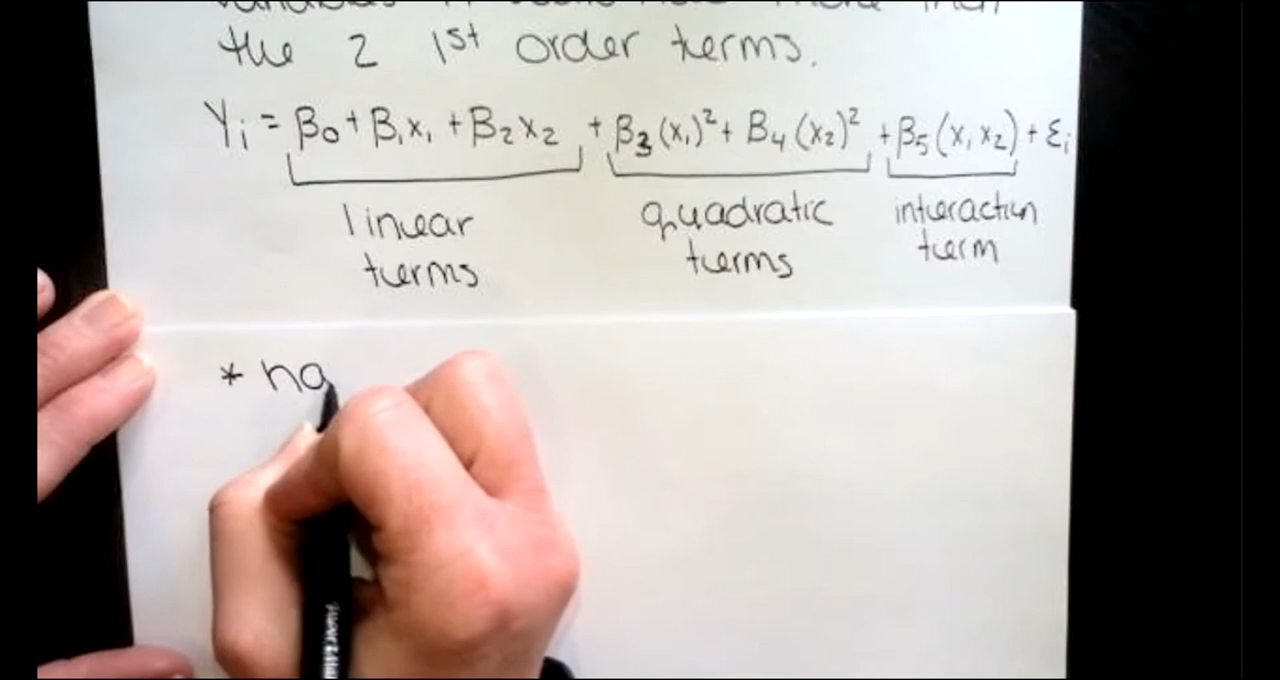 the 2 1st order terms.
Yᵢ = β₀ + β₁x₁ + β₂x₂ + β₃(x₁)² + β₄(x₂)² + β₅(x₁x₂) + εᵢ
linear quadratic interaction
terms terms term
* na